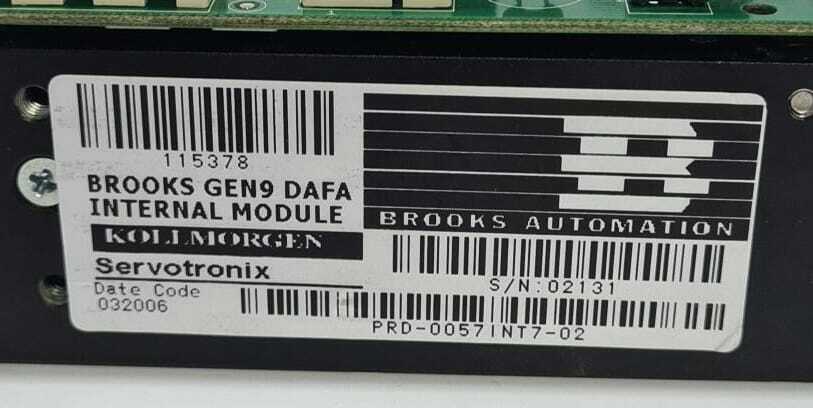 115378
BROOKS GEN9 DAFA
INTERNAL MODULE
KOLLMORGEN
Servotronix
Date Code
032006
BROOKS AUTOMATION
S/N:02131
PRD-0057INT7-02